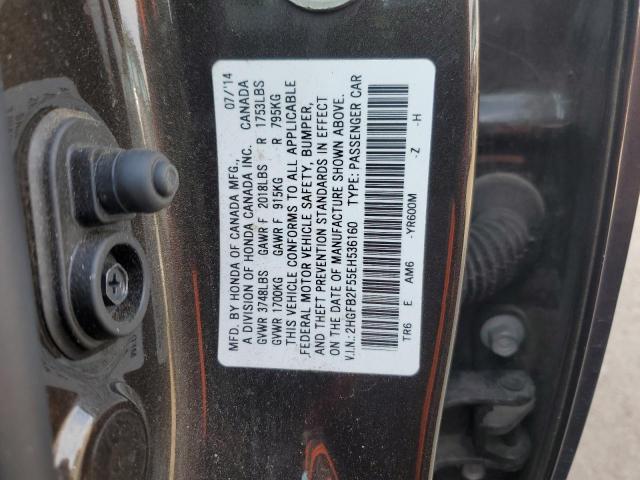 MFD. BY HONDA OF CANADA MFG., 07/'14
A DIVISION OF HONDA CANADA INC. CANADA
GVWR 3748LBS GAWR F 2018LBS R 1753LBS
GVWR 1700KG GAWR F 915KG R 795KG
THIS VEHICLE CONFORMS TO ALL APPLICABLE
FEDERAL MOTOR VEHICLE SAFETY, BUMPER,
AND THEFT PREVENTION STANDARDS IN EFFECT
ON THE DATE OF MANUFACTURE SHOWN ABOVE.
V.I.N.: 2HGFB2F55EH536160 TYPE: PASSENGER CAR
TR6 E AM6 -YR600M -Z -H